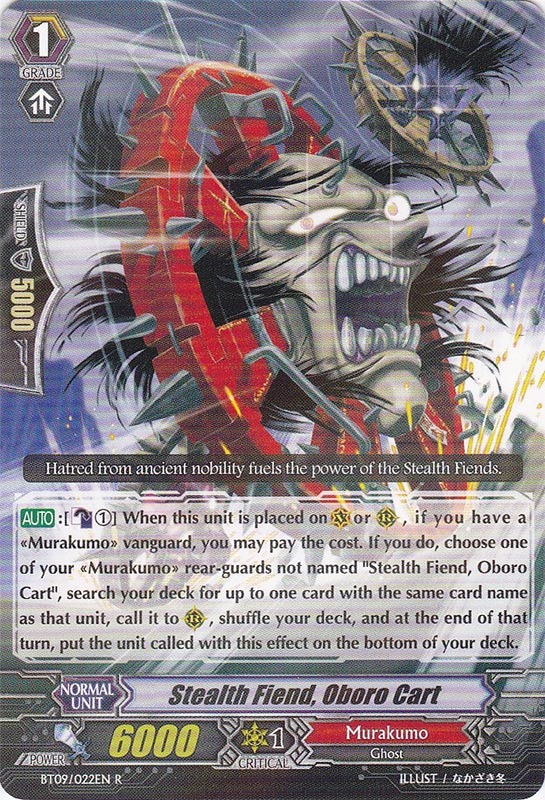 1
GRADE
SHIELD
5000
Hatred from ancient nobility fuels the power of the Stealth Fiends.
AUTO:[①] When this unit is placed on V or R, if you have a
«Murakumo» vanguard, you may pay the cost. If you do, choose one
of your «Murakumo» rear-guards not named "Stealth Fiend, Oboro
Cart", search your deck for up to one card with the same card name
as that unit, call it to R, shuffle your deck, and at the end of that
turn, put the unit called with this effect on the bottom of your deck.
NORMAL
UNIT
Stealth Fiend, Oboro Cart
POWER
6000
1
CRITICAL
Murakumo
Ghost
BT09/022EN R
ILLUST / なかざき冬